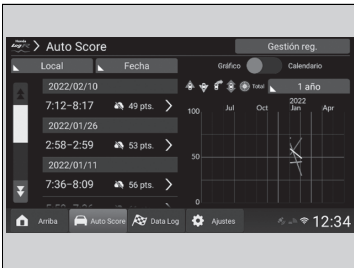 Honda
LogR
Auto Score
Gestión reg.
Local
Fecha
Gráfico
Calendario
2022/02/10
Total
1 año
7:12-8:17
49 pts.
2022/01/26
2:58-2:59
53 pts.
2022/01/11
7:36-8:09
56 pts.
100
Jul
Oct
2022
Jan
Apr
50
0
Arriba
Auto Score
Data Log
Ajustes
12:34